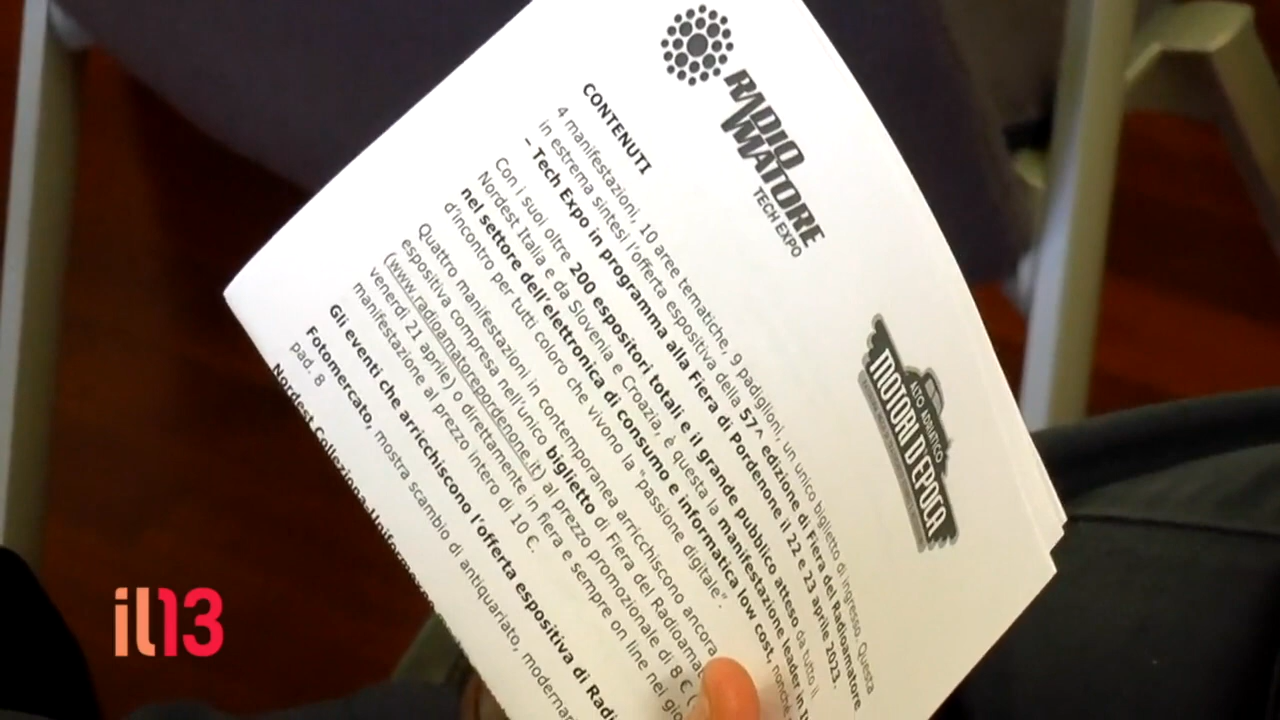 RADIO
AMATORE
TECH EXPO
ALTO ADRIATICO
MOTORI D'EPOCA
CONTENUTI
4 manifestazioni, 10 aree tematiche, 9 padiglioni, un unico biglietto di ingresso. Questa
in estrema sintesi l'offerta espositiva della 57^ edizione di Fiera del Radioamatore
– Tech Expo in programma alla Fiera di Pordenone il 22 e 23 aprile 2023.
Con i suoi oltre 200 espositori totali e il grande pubblico atteso da tutto il
Nordest Italia e da Slovenia e Croazia, è questa la manifestazione leader in
nel settore dell'elettronica di consumo e informatica low cost, nonché
d'incontro per tutti coloro che vivono la "passione digitale".
Quattro manifestazioni in contemporanea arricchiscono ancora
espositiva compresa nell'unico biglietto di Fiera del Radioama
(www.radioamatorepordenone.it) al prezzo promozionale di 8 €
venerdì 21 aprile) o direttamente in fiera e sempre on line nei gio
manifestazione al prezzo intero di 10 €.
Gli eventi che arricchiscono l'offerta espositiva di Radi
Fotomercato, mostra scambio di antiquariato, modernar
pad. 8
Nordest
il13